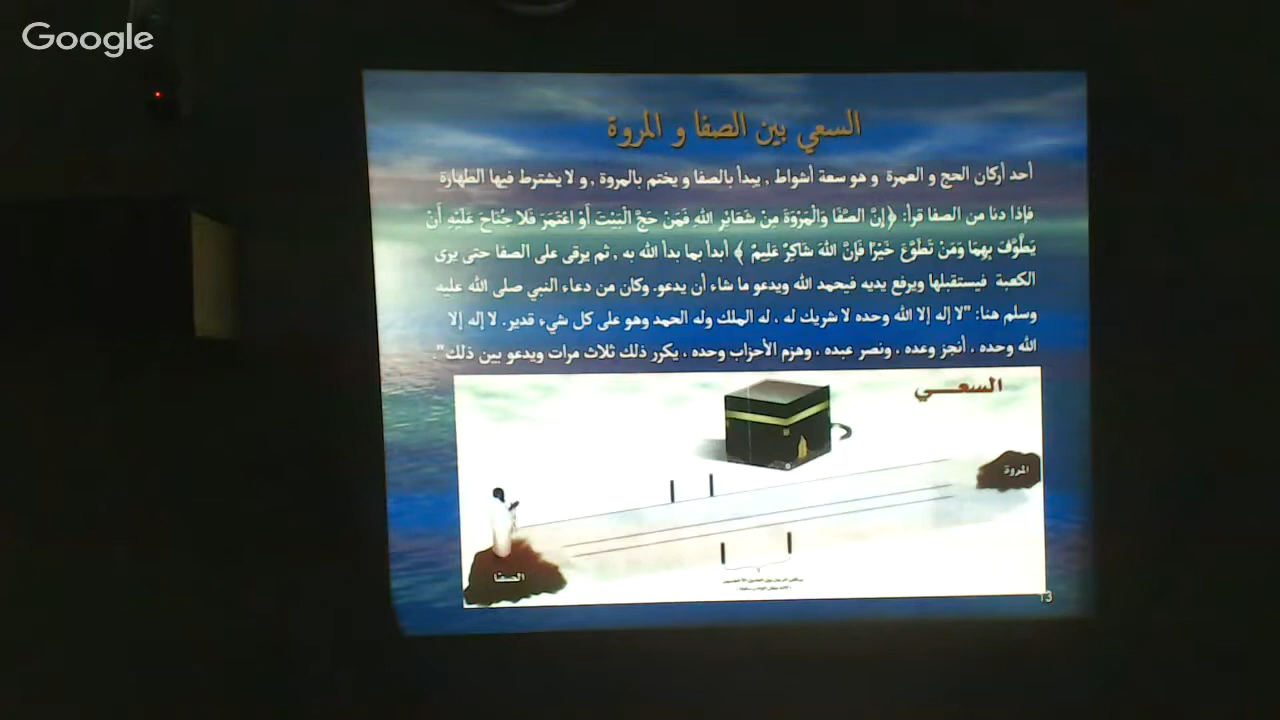 Google
السعي بين الصفا و المروة
أحد أركان الحج و العمرة و هو سعة أشواط , يبدأ بالصفا و يختم بالمروة , و لا يشترط فيها الطهارة
فإذا دنا من الصفا قرأ: ﴿إِنَّ الصَّفَا وَالْمَرْوَةَ مِنْ شَعَائِرِ اللهِ فَمَنْ حَجَّ الْبَيْتَ أَوْ اعْتَمَرَ فَلا جُنَاحَ عَلَيْهِ أَنْ
يَطَّوَّفَ بِهِمَا وَمَنْ تَطَوَّعَ خَيْرًا فَإِنَّ اللهَ شَاكِرٌ عَلِيمٌ ﴾ أبدأ بما بدأ الله به , ثم يرقى على الصفا حتى يرى
الكعبة فيستقبلها ويرفع يديه فيحمد الله ويدعو ما شاء أن يدعو. وكان من دعاء النبي صلى الله عليه
وسلم هنا: "لا إله إلا الله وحده لا شريك له ، له الملك وله الحمد وهو على كل شيء قدير. لا إله إلا
الله وحده ، أنجز وعده ، ونصر عبده ، وهزم الأحزاب وحده ، يكرر ذلك ثلاث مرات ويدعو بين ذلك".
السعـــي
المروة
الصفا
13